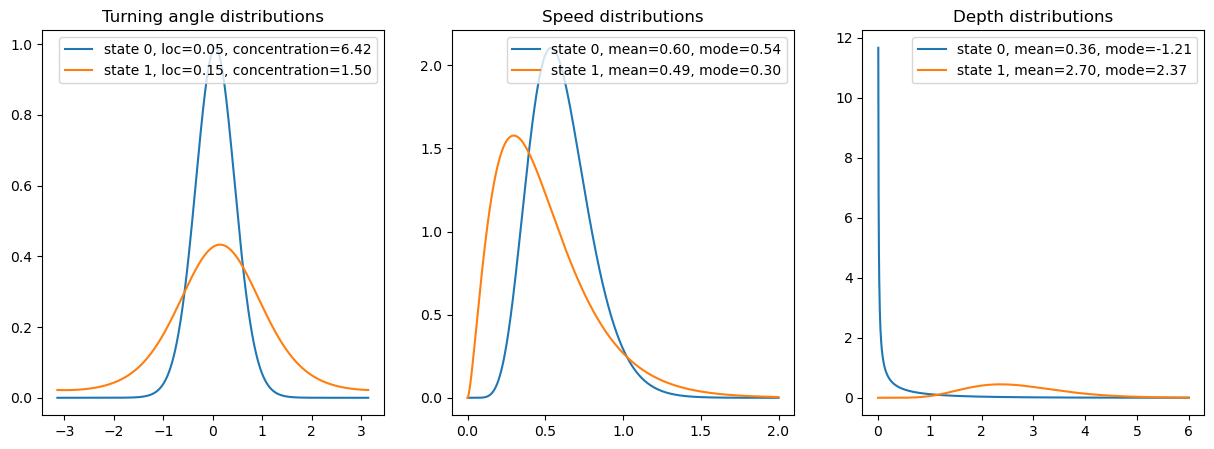 Turning angle distributions
state 0, loc=0.05, concentration=6.42
state 1, loc=0.15, concentration=1.50
1.0
0.8
0.6
0.4
0.2
0.0
−3 −2 −1 0 1 2 3
Speed distributions
state 0, mean=0.60, mode=0.54
state 1, mean=0.49, mode=0.30
2.0
1.5
1.0
0.5
0.0
0.0 0.5 1.0 1.5 2.0
Depth distributions
state 0, mean=0.36, mode=-1.21
state 1, mean=2.70, mode=2.37
12
10
8
6
4
2
0
0 1 2 3 4 5 6